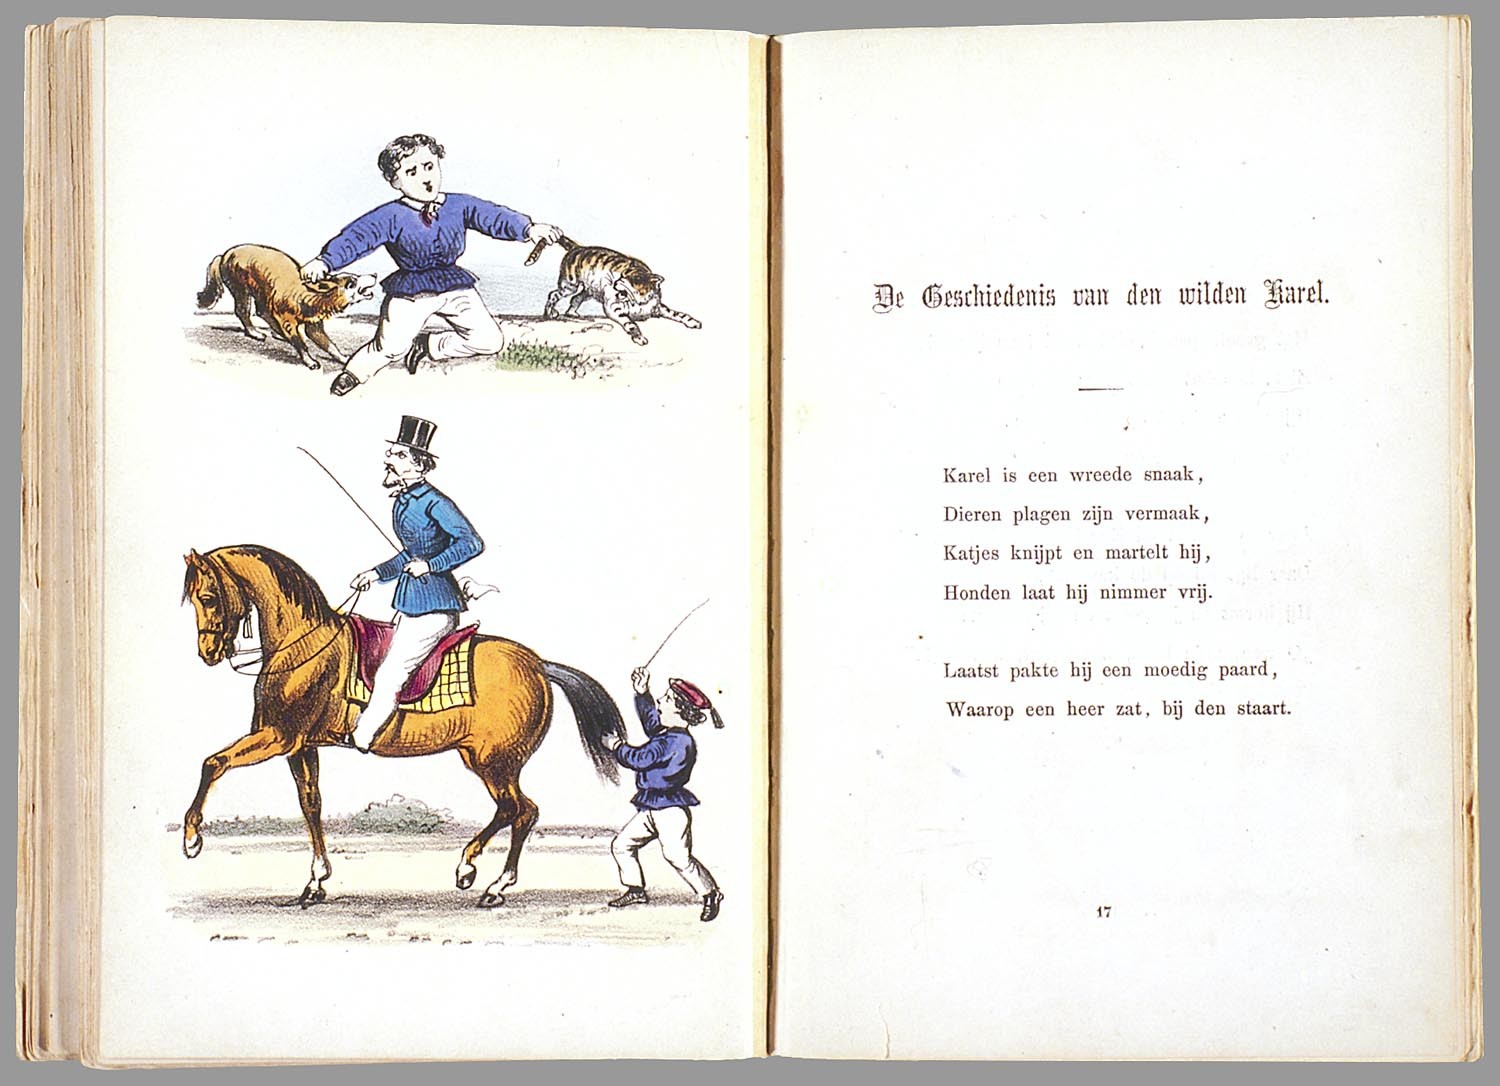 De Geschiedenis van den wilden Karel.
Karel is een wreede snaak,
Dieren plagen zijn vermaak,
Katjes knijpt en martelt hij,
Honden laat hij nimmer vrij.
Laatst pakte hij een moedig paard,
Waarop een heer zat, bij den staart.
17